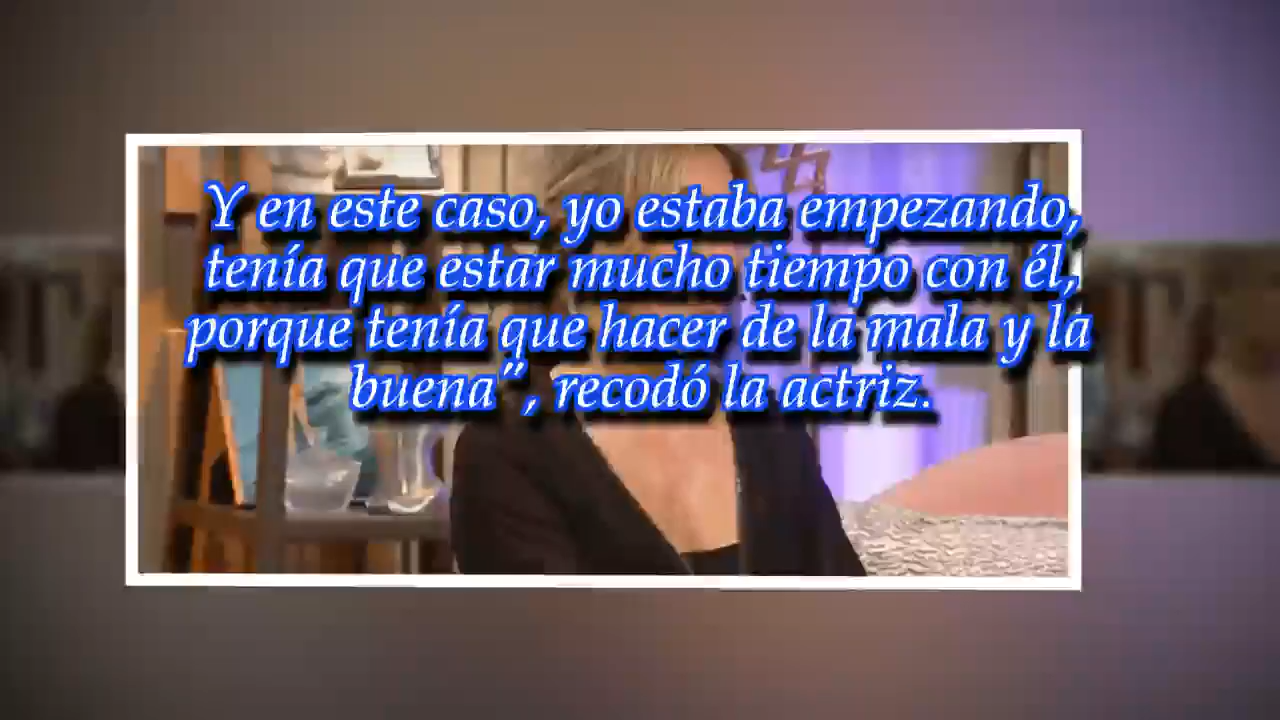 Y en este caso, yo estaba empezando,
tenía que estar mucho tiempo con él,
porque tenía que hacer de la mala y la
buena", recodó la actriz.